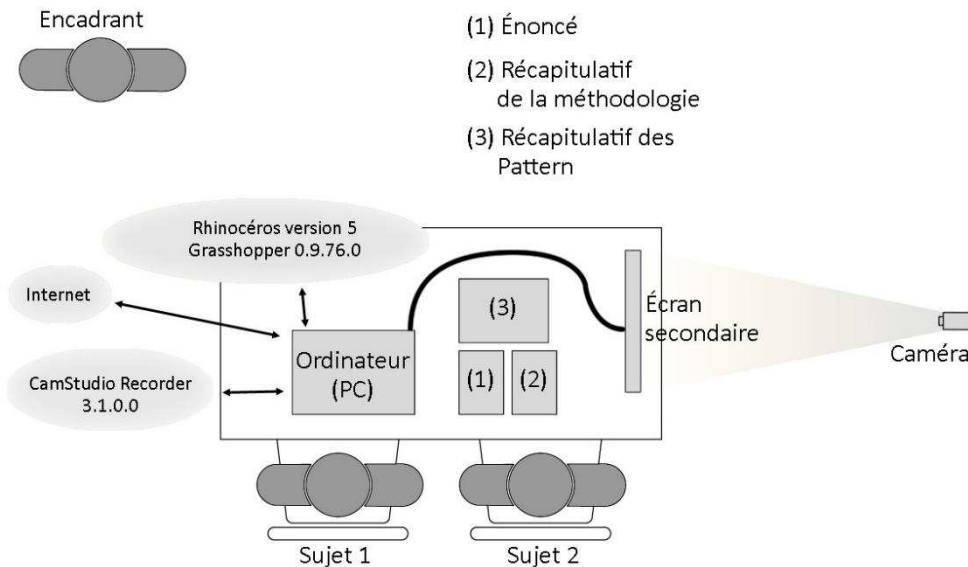 Encadrant
(1) Énoncé
(2) Récapitulatif
de la méthodologie
(3) Récapitulatif des
Pattern
Rhinocéros version 5
Grasshopper 0.9.76.0
Internet
CamStudio Recorder
3.1.0.0
Ordinateur
(PC)
(3)
(1)
(2)
Écran
secondaire
Caméra
Sujet 1
Sujet 2